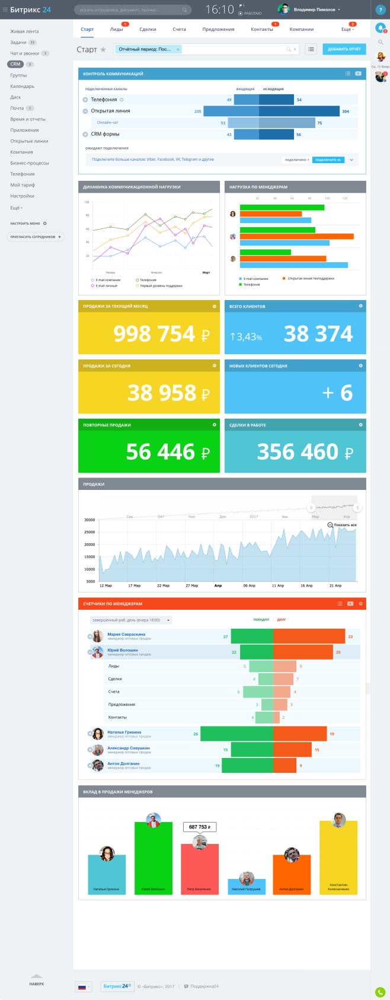 Битрикс 24
искать сотрудника, документ, прочее...
16:10
1
РАБОТАЮ
Владимир Пимахов
?
Живая лента
Задачи 11
Чат и звонки 1
CRM 3
Группы
Календарь
Диск
Почта 1
Время и отчеты
Приложения
Открытые линии
Компания
Бизнес-процессы
Телефония
Мой тариф
Настройки
Ещё
НАСТРОИТЬ МЕНЮ
ПРИГЛАСИТЬ СОТРУДНИКОВ +
Старт
Лиды 1
Сделки
Счета
Предложения
Контакты 1
Компании
Еще 2
2
Ср, 15 Февр.
1
Старт
Отчётный период: Пос... ×
ДОБАВИТЬ ОТЧЁТ
КОНТРОЛЬ КОММУНИКАЦИЙ
ПОДКЛЮЧЕННЫЕ КАНАЛЫ
ВХОДЯЩИЕ
ИСХОДЯЩИЕ
Телефония 49 54
Открытая линия 235 304
Онлайн-чат 53 75
CRM формы 43 56
ОЖИДАЮТ ПОДКЛЮЧЕНИЯ
Подключите больше каналов: Viber, Facebook, VK, Telegram и другие
ПОДКЛЮЧЕНО: 7
ПОДКЛЮЧИТЕ: 96
ДИНАМИКА КОММУНИКАЦИОННОЙ НАГРУЗКИ
100
80
60
40
20
Январь
Февраль
Март
E-mail компании
Телефония
E-mail личный
Первый уровень поддержки
НАГРУЗКА ПО МЕНЕДЖЕРАМ
20 40 60 80 100 120
E-mail компании
Открытая линия техподдержки
Телефония
ПРОДАЖИ ЗА ТЕКУЩИЙ МЕСЯЦ
998 754 ₽
ВСЕГО КЛИЕНТОВ
↑3,43% 38 374
ПРОДАЖИ ЗА СЕГОДНЯ
38 958 ₽
НОВЫХ КЛИЕНТОВ СЕГОДНЯ
+ 6
ПОВТОРНЫЕ ПРОДАЖИ
56 446 ₽
СДЕЛКИ В РАБОТЕ
356 460 ₽
ПРОДАЖИ
Сен Окт Ноя Дек 2017 Фев Мар Апр
Показать все
30000
25000
20000
15000
10000
5000
12 Мар 17 Мар 22 Мар 27 Мар Апр 06 Апр 11 Апр 16 Апр 21 Апр
СЧЕТЧИКИ ПО МЕНЕДЖЕРАМ
завершенный раб. день (вчера 18:00)
ПОБЕДИЛ
ДОЛГ
Мария Саврасkина 27 23
менеджер оптовых продаж
Юрий Волошин 22 25
менеджер оптовых продаж
Лиды 5 9
Сделки 4 7
Счета 6 4
Предложения 3 3
Контакты 4 2
Наталья Грихина 26 19
менеджер оптовых продаж
Александр Савушкин 15 15
менеджер оптовых продаж
Антон Долганин 19 9
менеджер оптовых продаж
ВКЛАД В ПРОДАЖИ МЕНЕДЖЕРОВ
687 753 ₽
Наталья Грихина
Юрий Волошин
Петр Василенко
Николай Патрушев
Антон Долганин
Константин
Колесниченко
НАВЕРХ
Битрикс24
© «Битрикс», 2017
Поддержка24